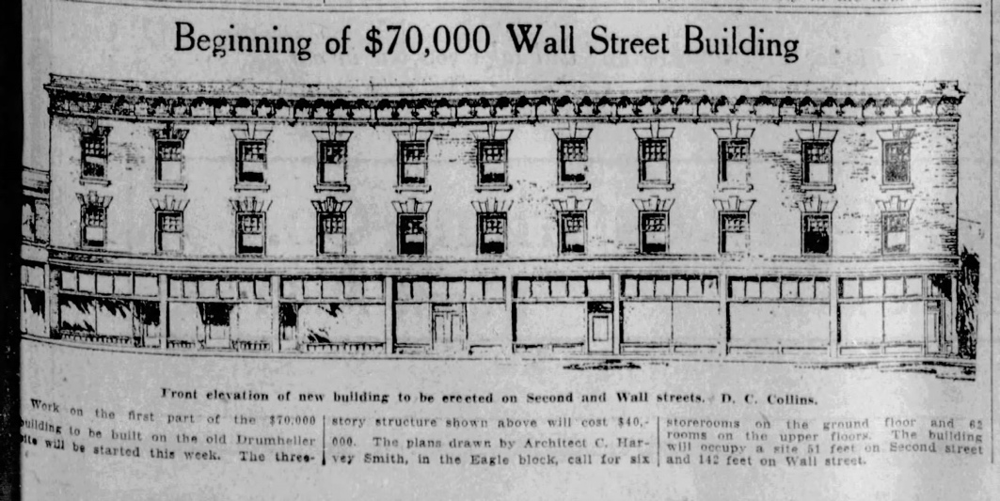 Beginning of $70,000 Wall Street Building
Front elevation of new building to be erected on Second and Wall streets. D. C. Collins.
Work on the first part of the $70,000
building to be built on the old Drumheller
site will be started this week. The three-
story structure shown above will cost $40,-
000. The plans drawn by Architect C. Har-
vey Smith, in the Eagle block, call for six
storerooms on the ground floor and 62
rooms on the upper floors. The building
will occupy a site 51 feet on Second street
and 142 feet on Wall street.